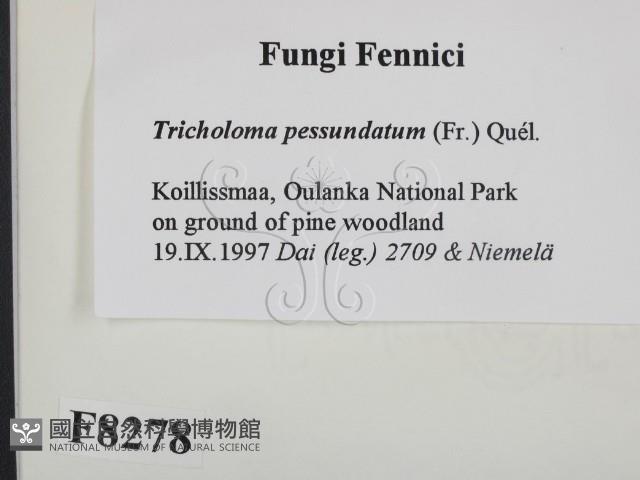 Fungi Fennici
Tricholoma pessundatum (Fr.) Quél.
Koillissmaa, Oulanka National Park
on ground of pine woodland
19.IX.1997 Dai (leg.) 2709 & Niemelä
F8278
國立自然科學博物館
NATIONAL MUSEUM OF NATURAL SCIENCE